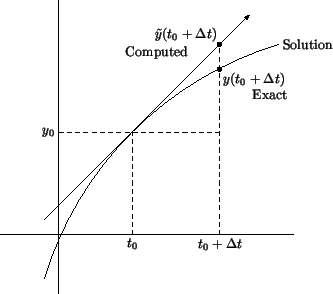 ỹ(t₀ + Δt)
Computed
Solution
y(t₀ + Δt)
Exact
y₀
t₀
t₀ + Δt